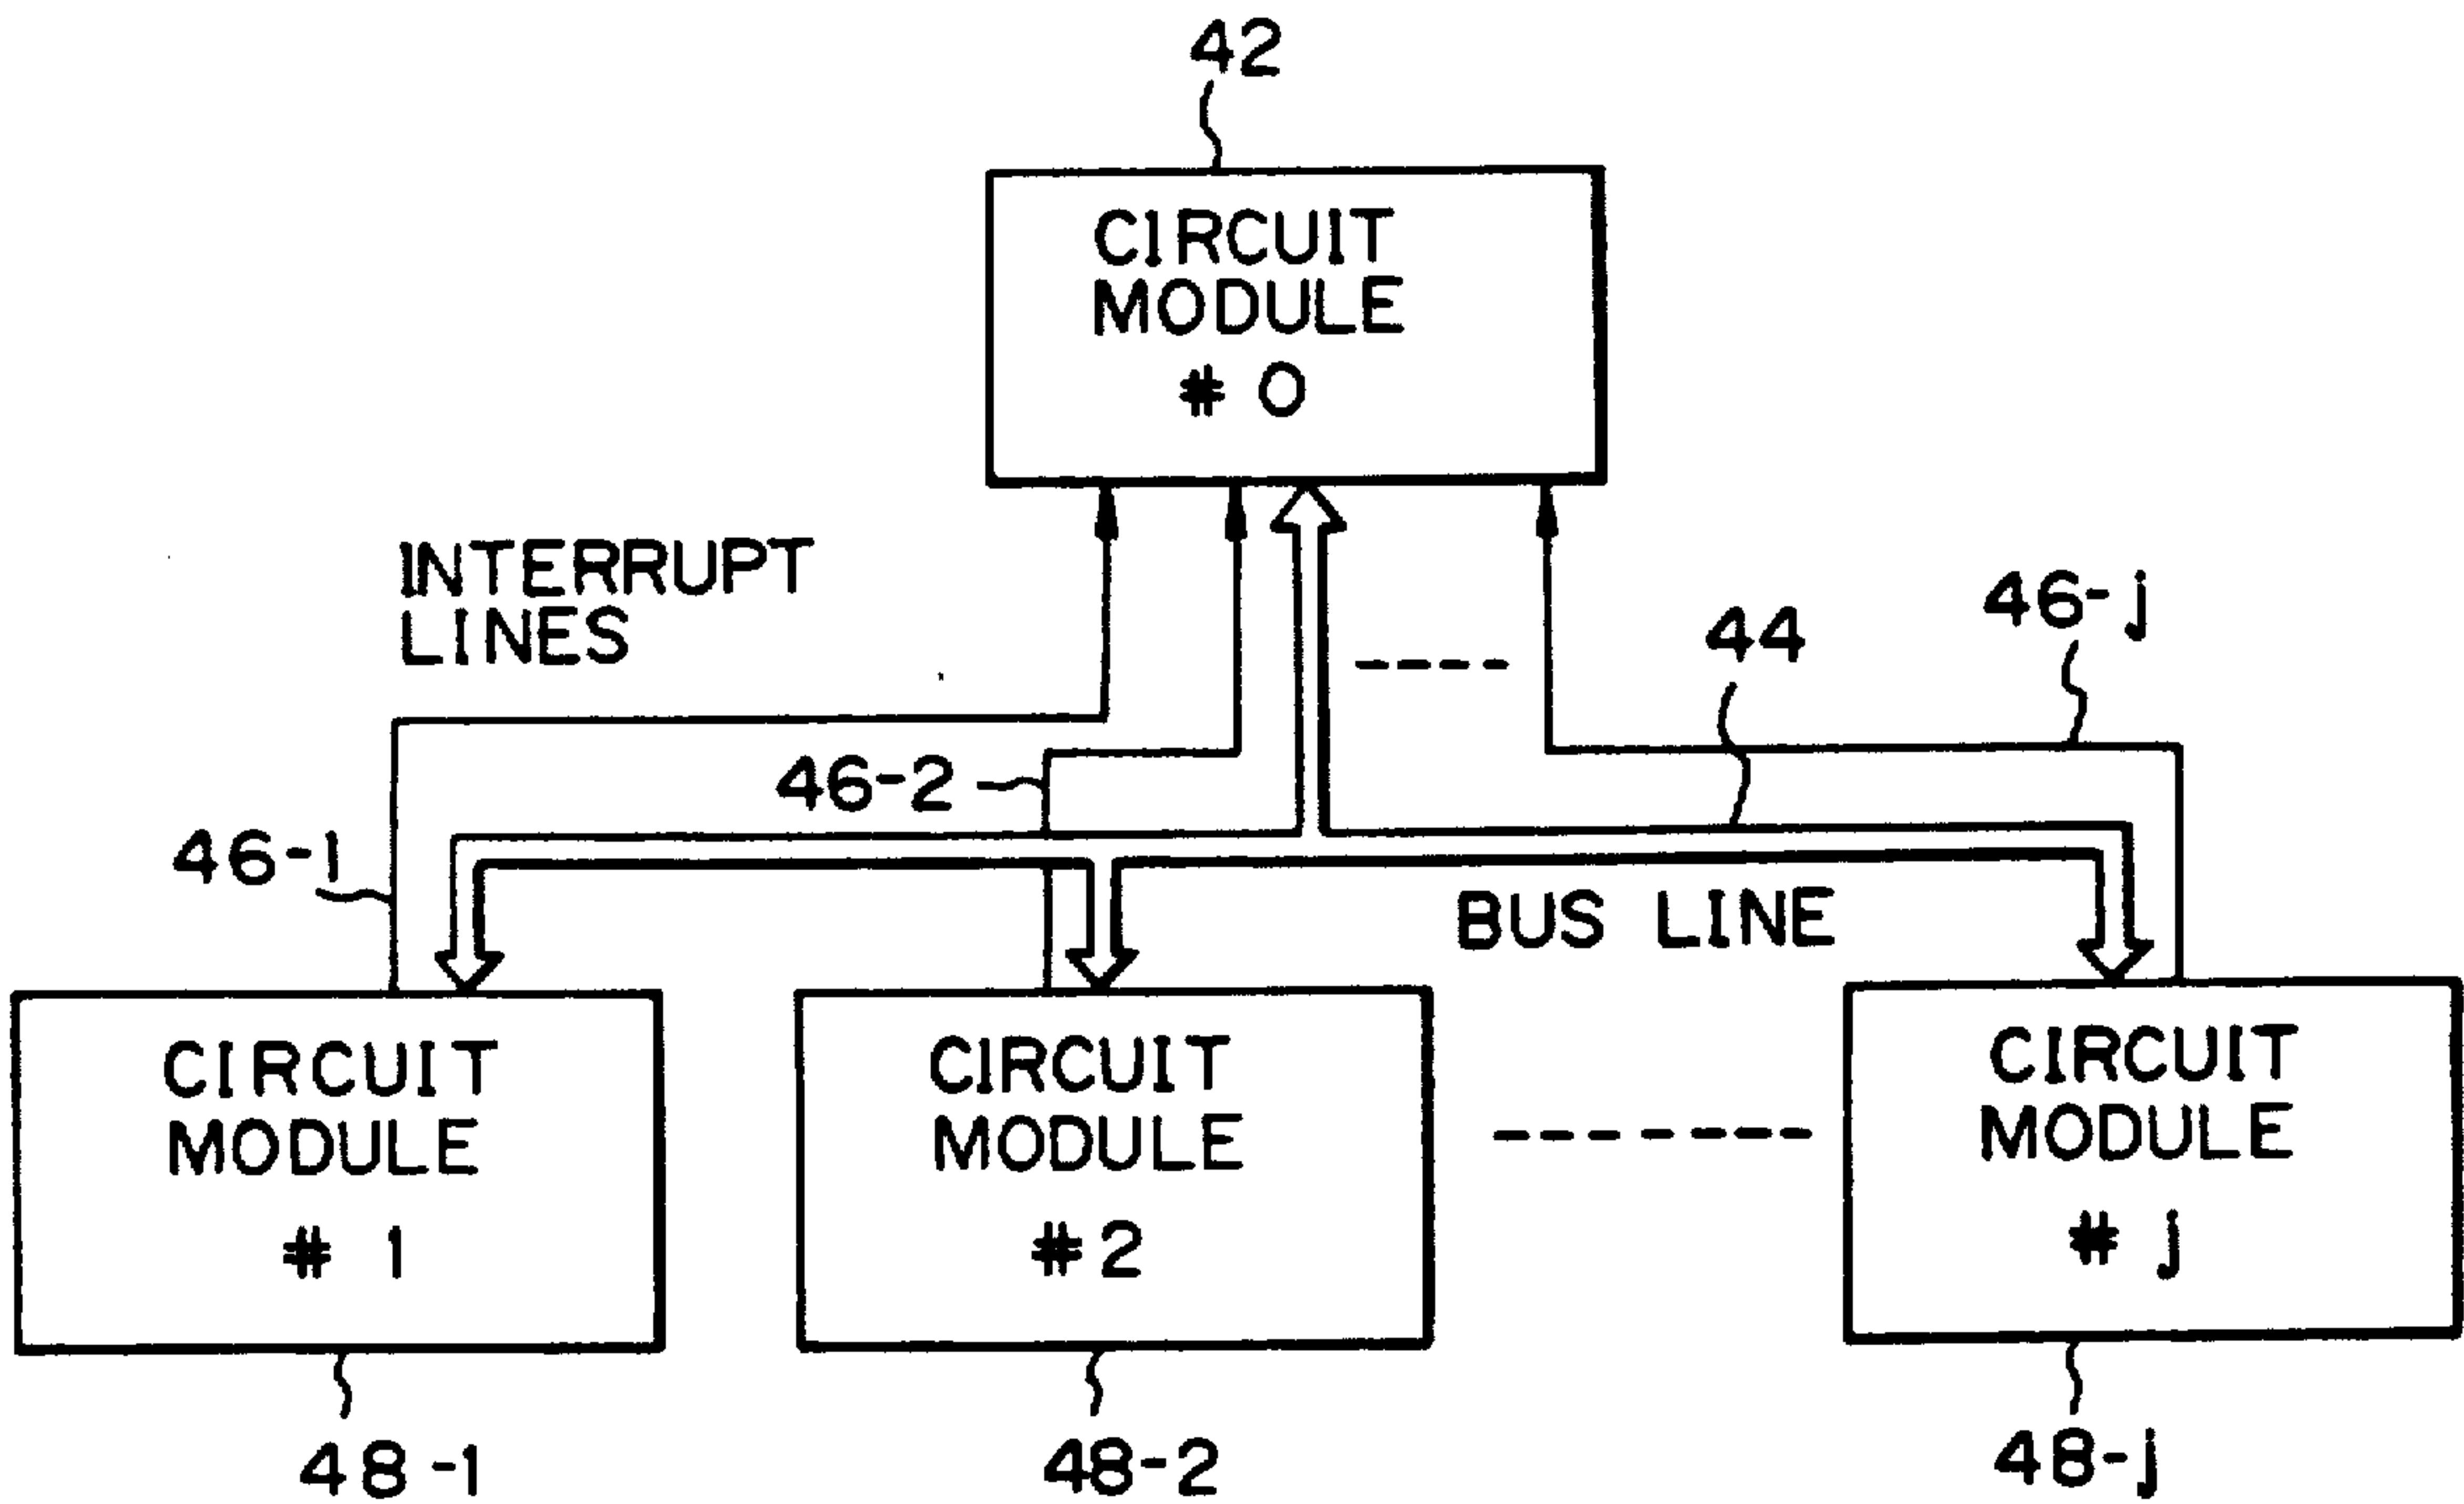 42
CIRCUIT
MODULE
# 0
INTERRUPT
LINES
46-j
44
46-2
46-1
BUS LINE
CIRCUIT
MODULE
# 1
CIRCUIT
MODULE
#2
CIRCUIT
MODULE
# j
48-1
48-2
48-j